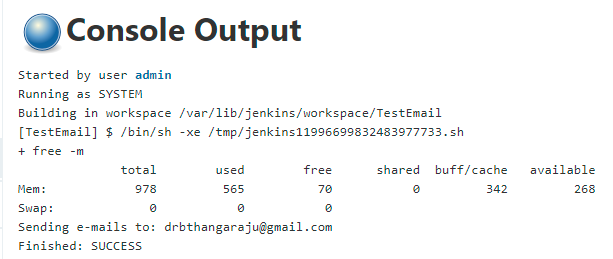 Console Output
Started by user admin
Running as SYSTEM
Building in workspace /var/lib/jenkins/workspace/TestEmail
[TestEmail] $ /bin/sh -xe /tmp/jenkins11996699832483977733.sh
+ free -m
total used free shared buff/cache available
Mem: 978 565 70 0 342 268
Swap: 0 0 0
Sending e-mails to: drbthangaraju@gmail.com
Finished: SUCCESS